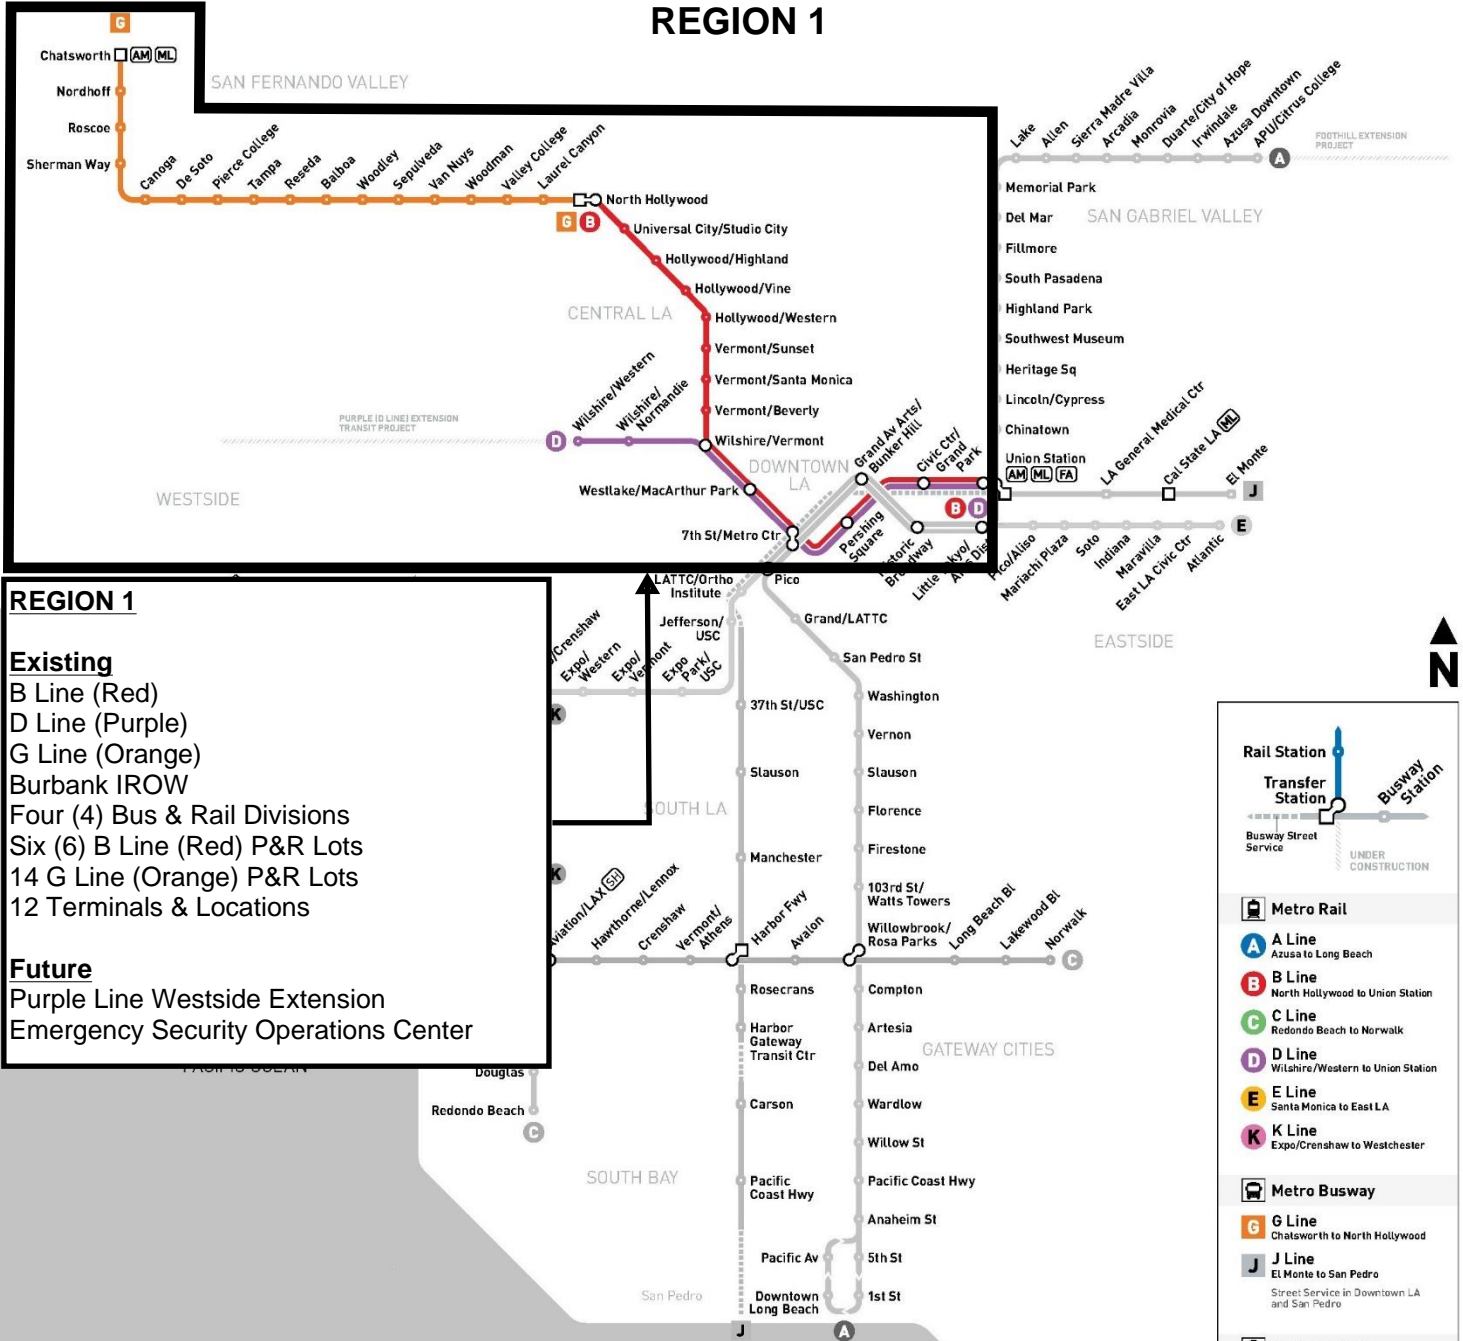 REGION 1
G
Chatsworth AM ML
SAN FERNANDO VALLEY
Nordhoff
Roscoe
Sherman Way
Canoga
De Soto
Pierce College
Tampa
Reseda
Balboa
Woodley
Sepulveda
Van Nuys
Woodman
Valley College
Laurel Canyon
North Hollywood
G B
Universal City/Studio City
Hollywood/Highland
Hollywood/Vine
CENTRAL LA
Hollywood/Western
Vermont/Sunset
Vermont/Santa Monica
Vermont/Beverly
Wilshire/Vermont
PURPLE (D LINE) EXTENSION
TRANSIT PROJECT
D
Wilshire/Western
Wilshire/
Normandie
WESTSIDE
Westlake/MacArthur Park
DOWNTOWN
LA
7th St/Metro Ctr
Grand Av Arts/
Bunker Hill
Civic Ctr/
Grand
Park
B D
Pershing
Square
Historic
Broadway
Little Tokyo/
Arts Dist
Lake
Allen
Sierra Madre Villa
Arcadia
Monrovia
Duarte/City of Hope
Irwindale
Azusa Downtown
APU/Citrus College
A
FOOTHILL EXTENSION
PROJECT
Memorial Park
Del Mar
SAN GABRIEL VALLEY
Fillmore
South Pasadena
Highland Park
Southwest Museum
Heritage Sq
Lincoln/Cypress
Chinatown
Union Station
AM ML FA
LA General Medical Ctr
Cal State LA ML
El Monte
J
E
Pico/Aliso
Mariachi Plaza
Soto
Indiana
Maravilla
East LA Civic Ctr
Atlantic
EASTSIDE
REGION 1
Existing
B Line (Red)
D Line (Purple)
G Line (Orange)
Burbank IROW
Four (4) Bus & Rail Divisions
Six (6) B Line (Red) P&R Lots
14 G Line (Orange) P&R Lots
12 Terminals & Locations
Future
Purple Line Westside Extension
Emergency Security Operations Center
LATTC/Ortho
Institute
Pico
Jefferson/
USC
Grand/LATTC
San Pedro St
/Crenshaw
Expo/
Western
Expo/
Vermont
Expo
Park/
USC
K
37th St/USC
Washington
Vernon
Slauson
Slauson
SOUTH LA
Florence
Firestone
Manchester
K
103rd St/
Watts Towers
Aviation/LAX SH
Hawthorne/Lennox
Crenshaw
Vermont/
Athens
Harbor Fwy
Avalon
Willowbrook/
Rosa Parks
Long Beach Bl
Lakewood Bl
Norwalk
C
Rosecrans
Compton
Harbor
Gateway
Transit Ctr
Artesia
GATEWAY CITIES
Del Amo
PACIFIC OCEAN
Douglas
Redondo Beach
C
Carson
Wardlow
Willow St
SOUTH BAY
Pacific
Coast Hwy
Pacific Coast Hwy
Anaheim St
Pacific Av
5th St
San Pedro
Downtown
Long Beach
1st St
J
A
N
Rail Station
Transfer
Station
Busway
Station
Busway Street
Service
UNDER
CONSTRUCTION
Metro Rail
A A Line
Azusa to Long Beach
B B Line
North Hollywood to Union Station
C C Line
Redondo Beach to Norwalk
D D Line
Wilshire/Western to Union Station
E E Line
Santa Monica to East LA
K K Line
Expo/Crenshaw to Westchester
Metro Busway
G G Line
Chatsworth to North Hollywood
J J Line
El Monte to San Pedro
Street Service in Downtown LA
and San Pedro